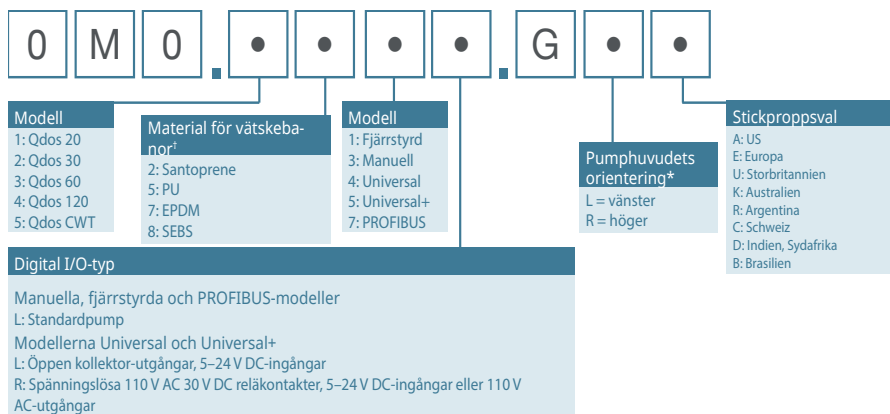 0 M 0 . • • • • . G • •
Modell
1: Qdos 20
2: Qdos 30
3: Qdos 60
4: Qdos 120
5: Qdos CWT
Material för vätskeba-
nor†
2: Santoprene
5: PU
7: EPDM
8: SEBS
Modell
1: Fjärrstyrd
3: Manuell
4: Universal
5: Universal+
7: PROFIBUS
Pumphuvudets
orientering*
L = vänster
R = höger
Stickproppsval
A: US
E: Europa
U: Storbritannien
K: Australien
R: Argentina
C: Schweiz
D: Indien, Sydafrika
B: Brasilien
Digital I/O-typ
Manuella, fjärrstyrda och PROFIBUS-modeller
L: Standardpump
Modellerna Universal och Universal+
L: Öppen kollektor-utgångar, 5–24 V DC-ingångar
R: Spänningslösa 110 V AC 30 V DC reläkontakter, 5–24 V DC-ingångar eller 110 V
AC-utgångar